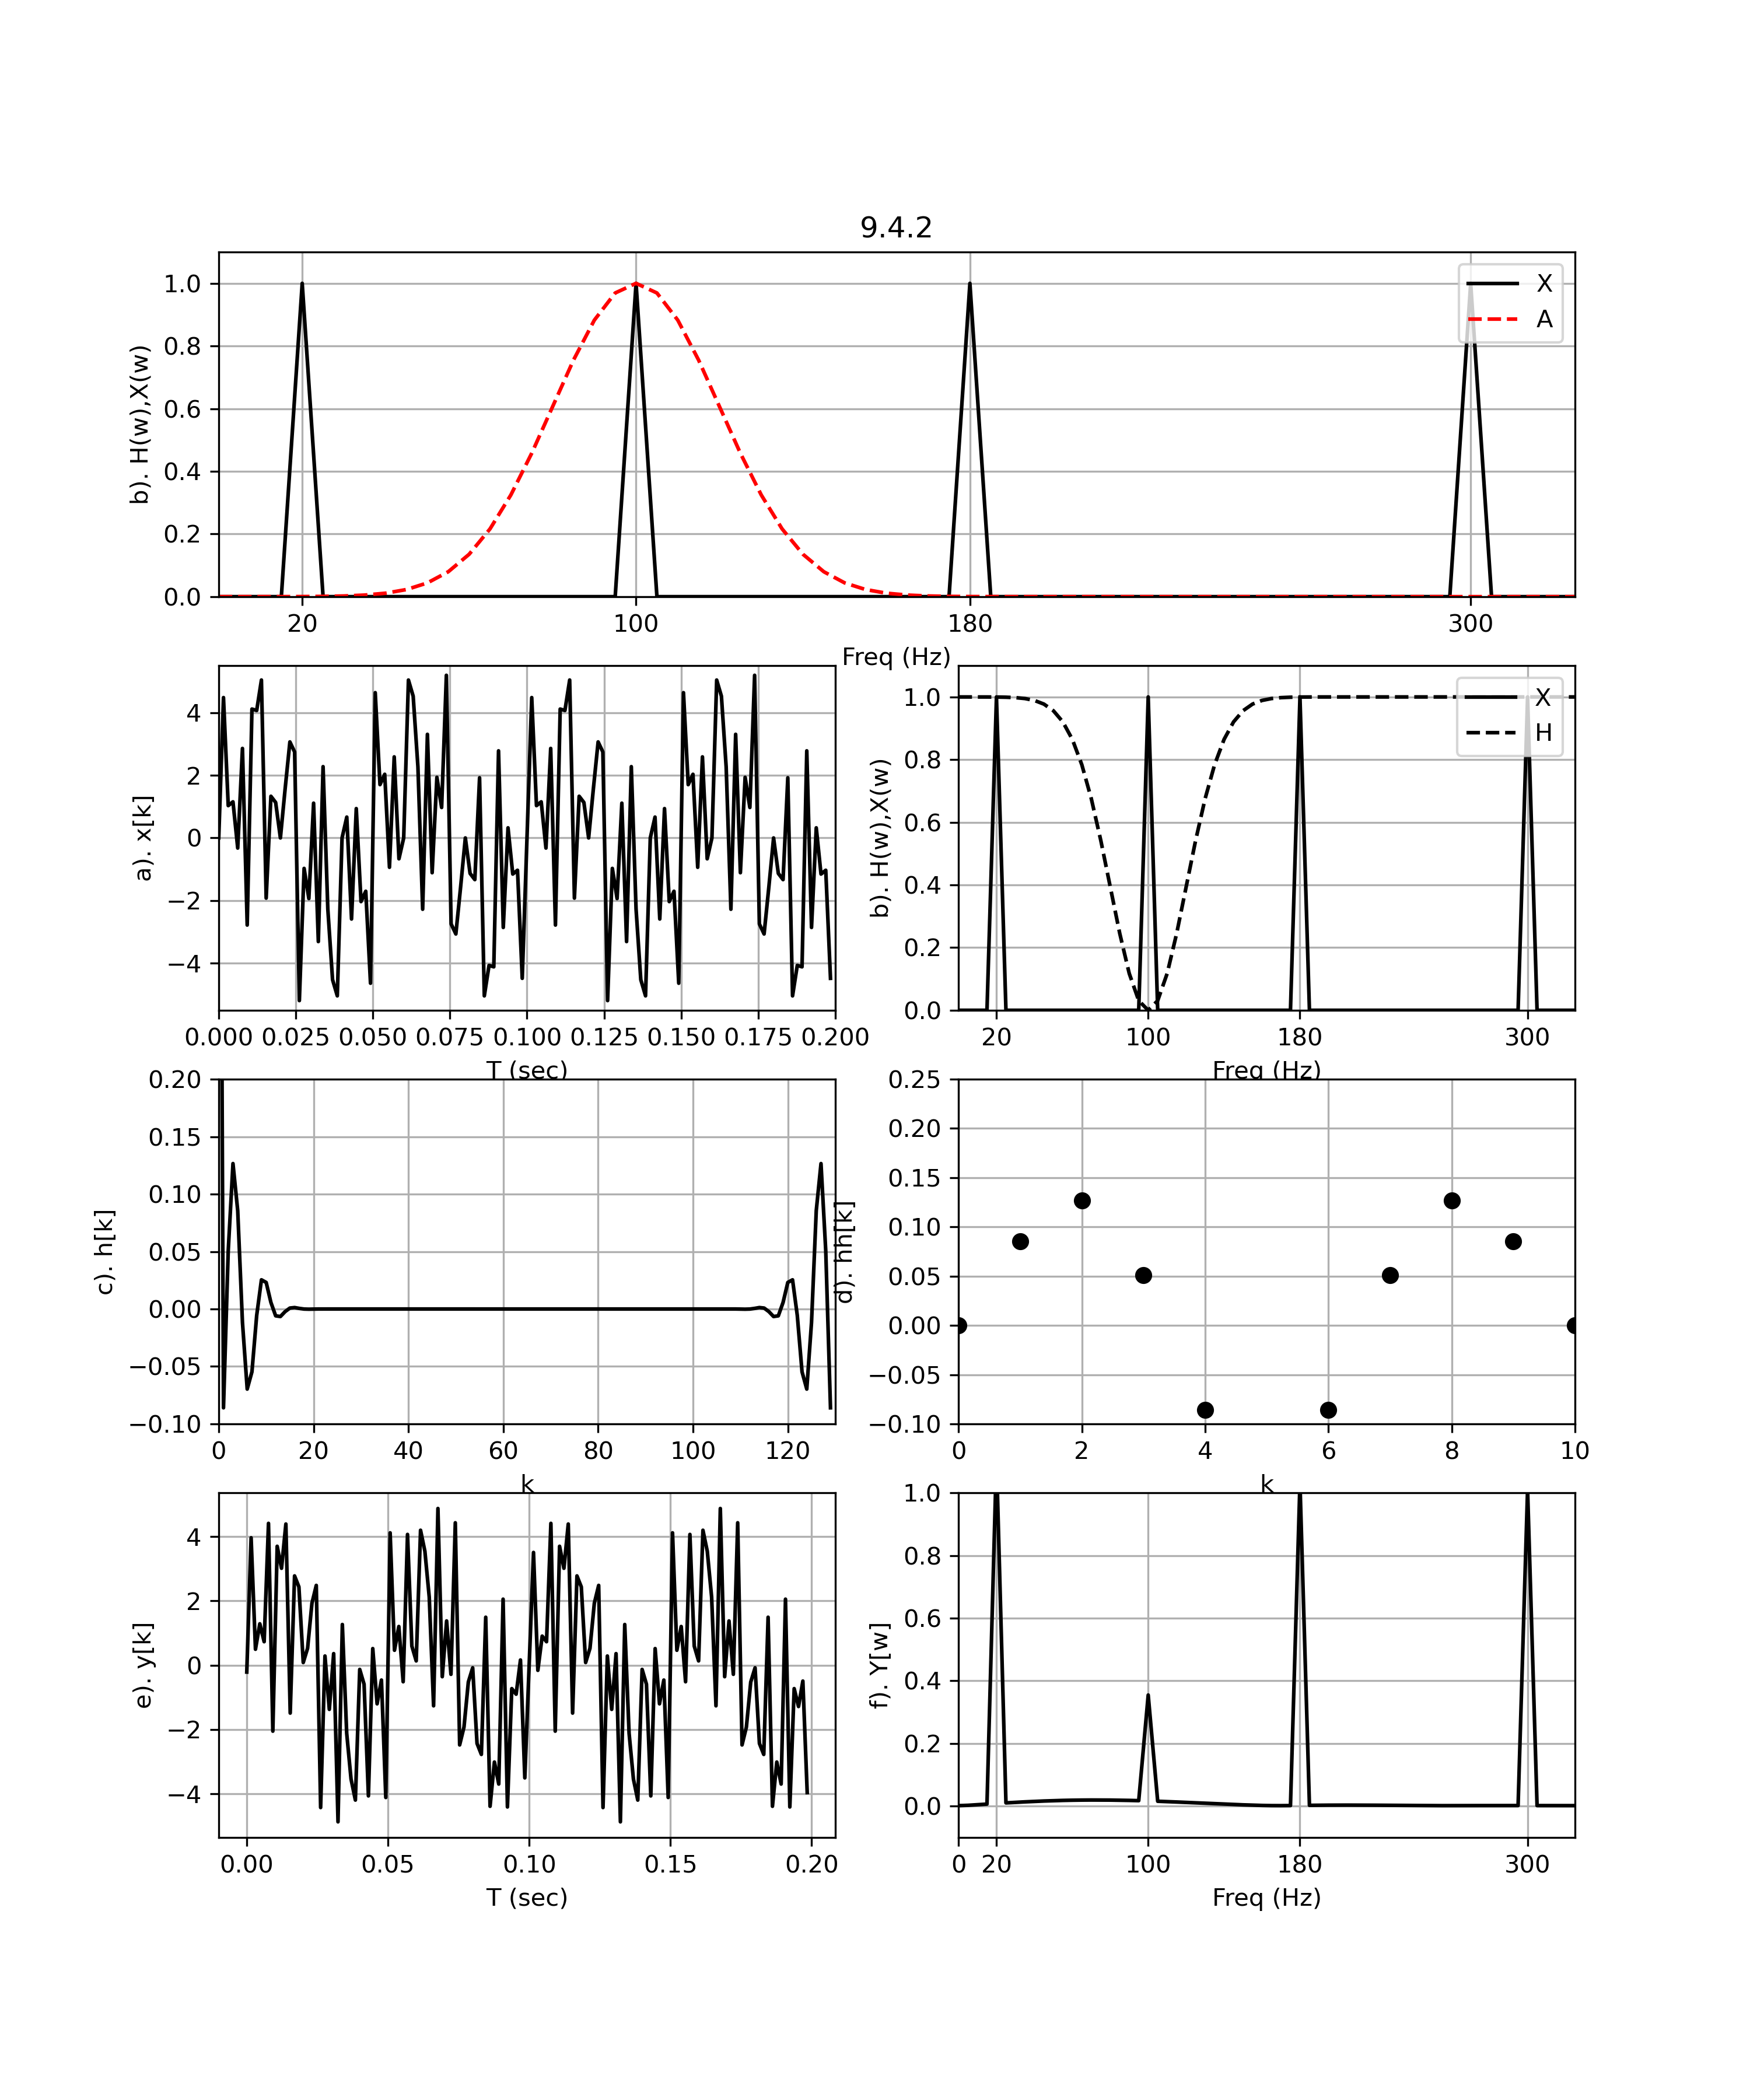 9.4.2
b). H(w),X(w)
1.0
0.8
0.6
0.4
0.2
0.0
X
A
20 100 180 300
Freq (Hz)
a). x[k]
4
2
0
−2
−4
0.000 0.025 0.050 0.075 0.100 0.125 0.150 0.175 0.200
T (sec)
b). H(w),X(w)
1.0
0.8
0.6
0.4
0.2
0.0
X
H
20 100 180 300
Freq (Hz)
c). h[k]
0.20
0.15
0.10
0.05
0.00
−0.05
−0.10
0 20 40 60 80 100 120
k
d). hh[k]
0.25
0.20
0.15
0.10
0.05
0.00
−0.05
−0.10
0 2 4 6 8 10
k
e). y[k]
4
2
0
−2
−4
0.00 0.05 0.10 0.15 0.20
T (sec)
f). Y[w]
1.0
0.8
0.6
0.4
0.2
0.0
0 20 100 180 300
Freq (Hz)